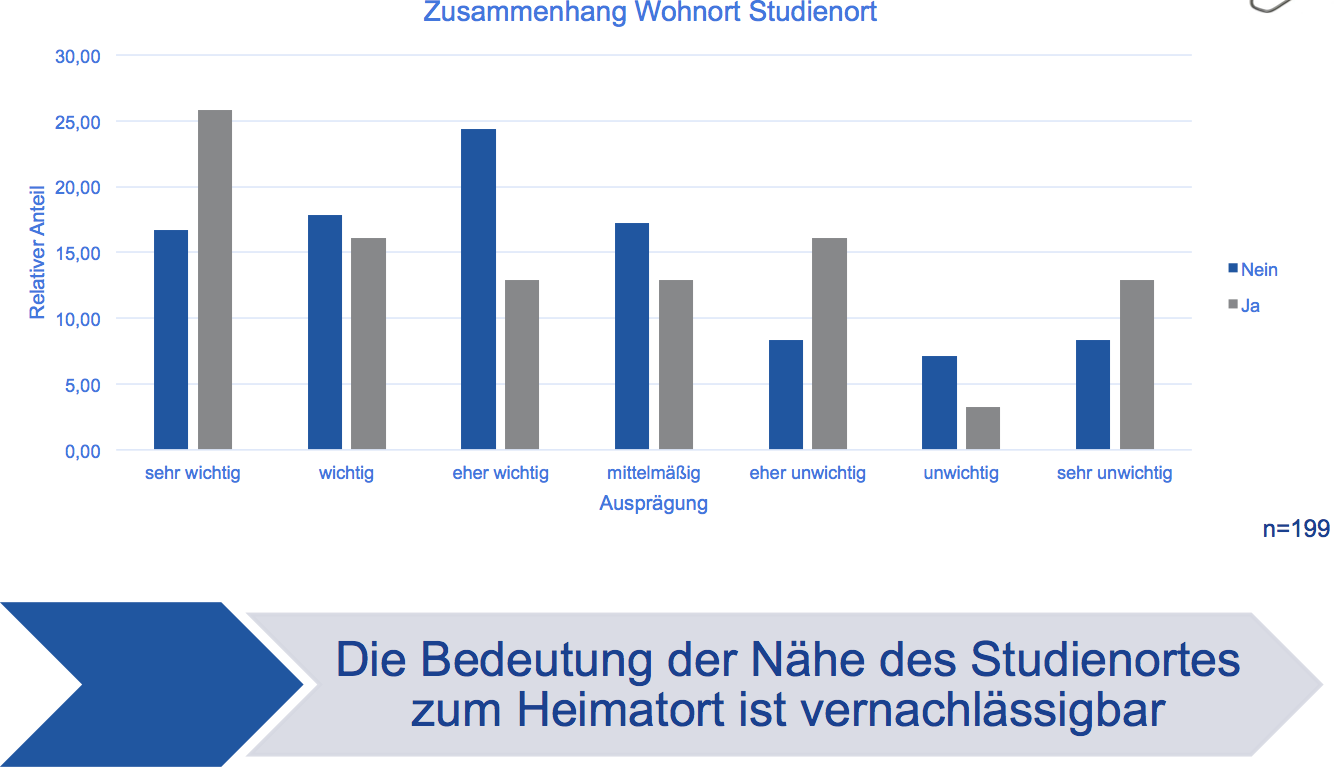 Zusammenhang Wohnort Studienort
30,00
25,00
20,00
15,00
10,00
5,00
0,00
Relativer Anteil
sehr wichtig
wichtig
eher wichtig
mittelmäßig
eher unwichtig
unwichtig
sehr unwichtig
Ausprägung
Nein
Ja
n=199
Die Bedeutung der Nähe des Studienortes
zum Heimatort ist vernachlässigbar